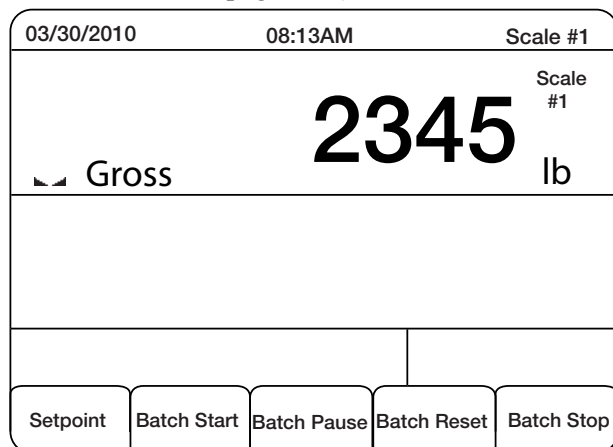 03/30/2010 08:13AM Scale #1
Scale
#1
2345
Gross lb
Setpoint Batch Start Batch Pause Batch Reset Batch Stop